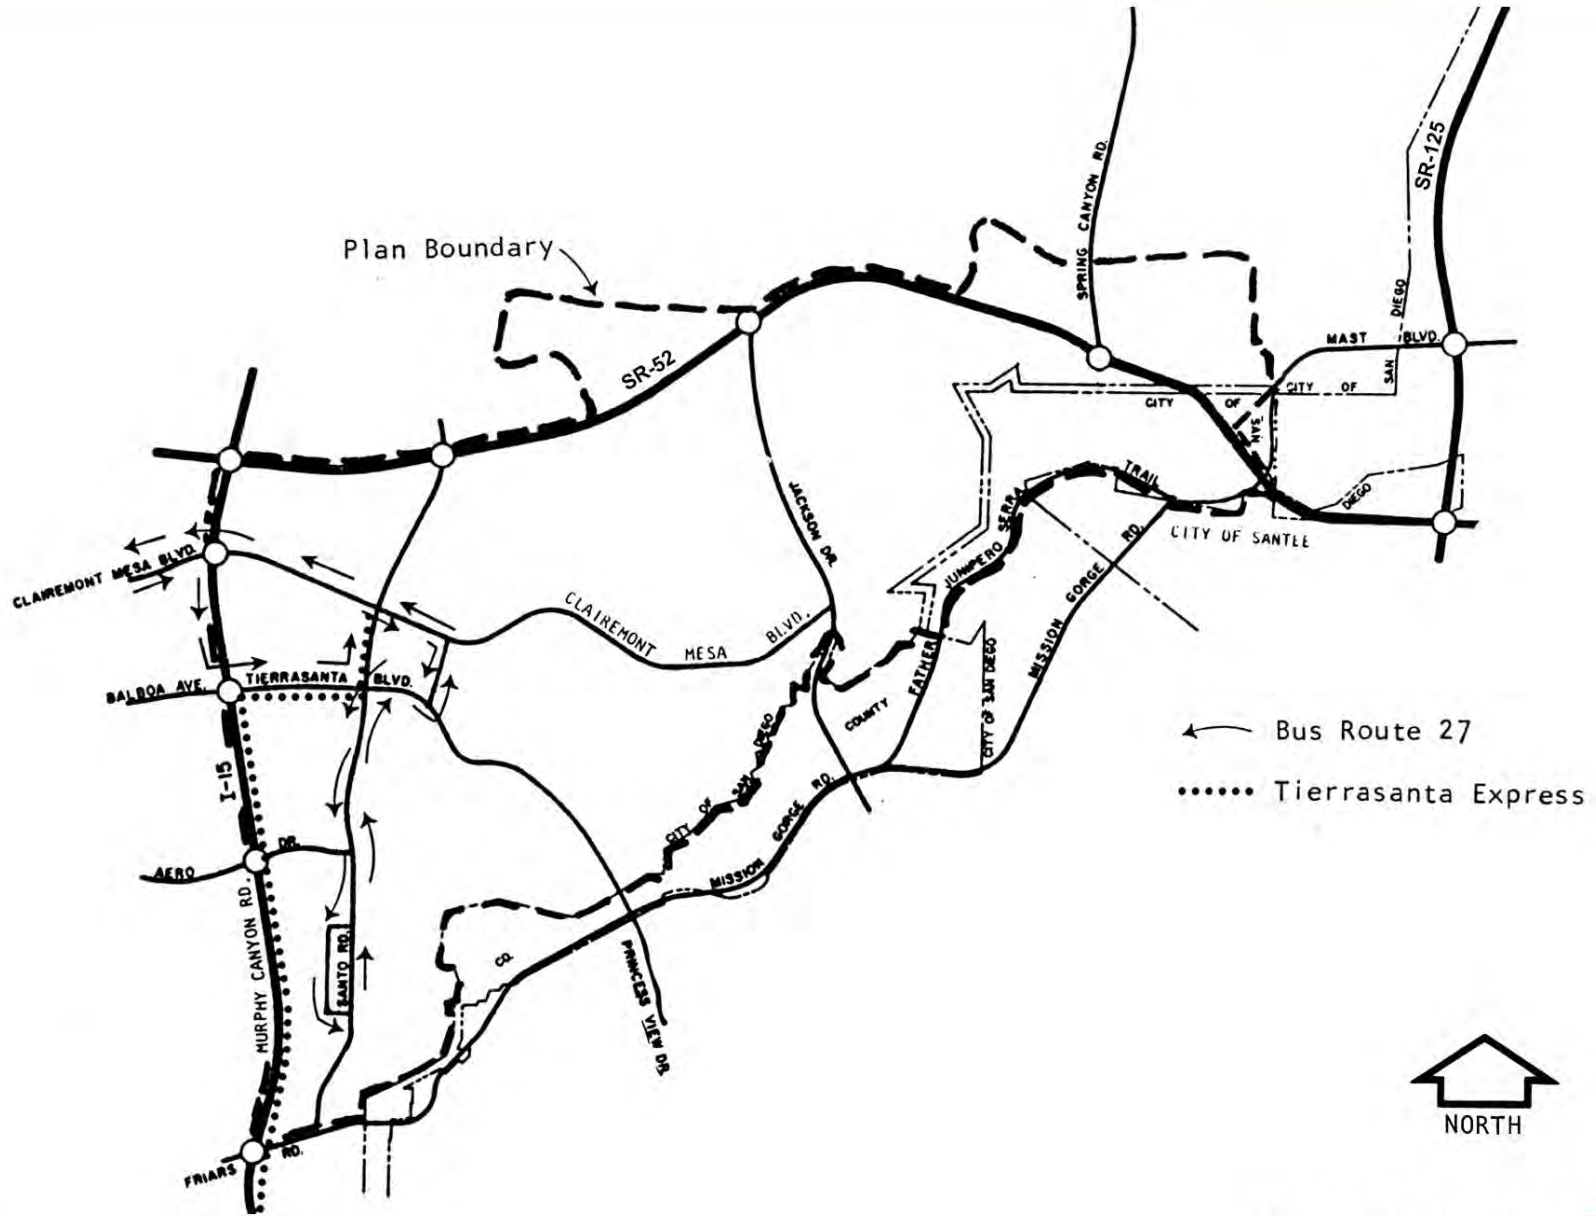 SPRING CANYON RD.
SR-125
Plan Boundary
SAN DIEGO
MAST BLVD.
SR-52
CITY OF
CITY OF
SAN
DIEGO
TRAIL
JACKSON DR.
CITY OF SANTEE
CLAIREMONT MESA BLVD.
FATHER JUNIPERO SERRA
MISSION GORGE RD.
CLAIREMONT MESA BLVD.
BALBOA AVE.
TIERRASANTA BLVD.
COUNTY
CITY OF SAN DIEGO
CITY OF SAN DIEGO
Bus Route 27
I-15
Tierrasanta Express
AERO DR.
MISSION GORGE RD.
MURPHY CANYON RD.
SANTO RD.
CO.
PRINCESS VIEW DR.
FRIARS RD.
NORTH